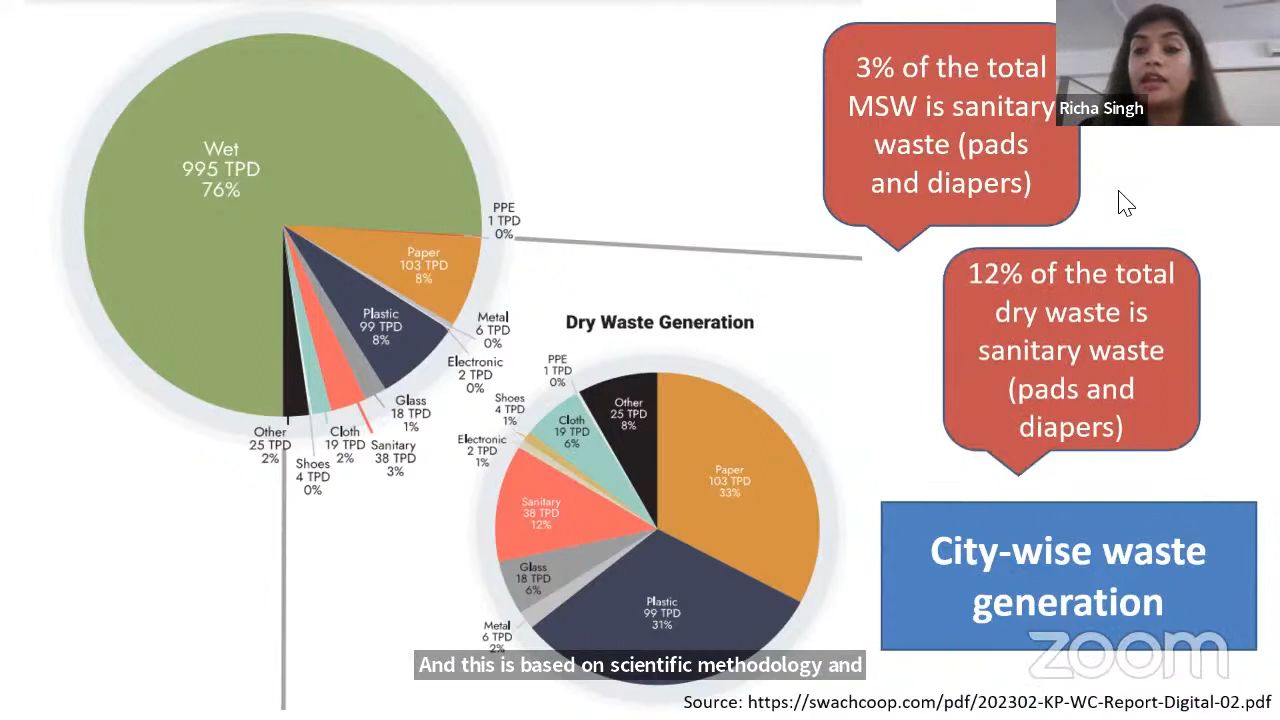 Wet
995 TPD
76%
PPE
1 TPD
0%
Paper
103 TPD
8%
Plastic
99 TPD
8%
Metal
6 TPD
0%
Electronic
2 TPD
0%
Glass
18 TPD
1%
Sanitary
38 TPD
3%
Cloth
19 TPD
2%
Shoes
4 TPD
0%
Other
25 TPD
2%
Dry Waste Generation
PPE
1 TPD
0%
Other
25 TPD
8%
Shoes
4 TPD
1%
Cloth
19 TPD
6%
Electronic
2 TPD
1%
Paper
103 TPD
33%
Sanitary
38 TPD
12%
Glass
18 TPD
6%
Plastic
99 TPD
31%
Metal
6 TPD
2%
3% of the total
MSW is sanitary
waste (pads
and diapers)
Richa Singh
12% of the total
dry waste is
sanitary waste
(pads and
diapers)
City-wise waste
generation
zoom
And this is based on scientific methodology and
Source: https://swachcoop.com/pdf/202302-KP-WC-Report-Digital-02.pdf